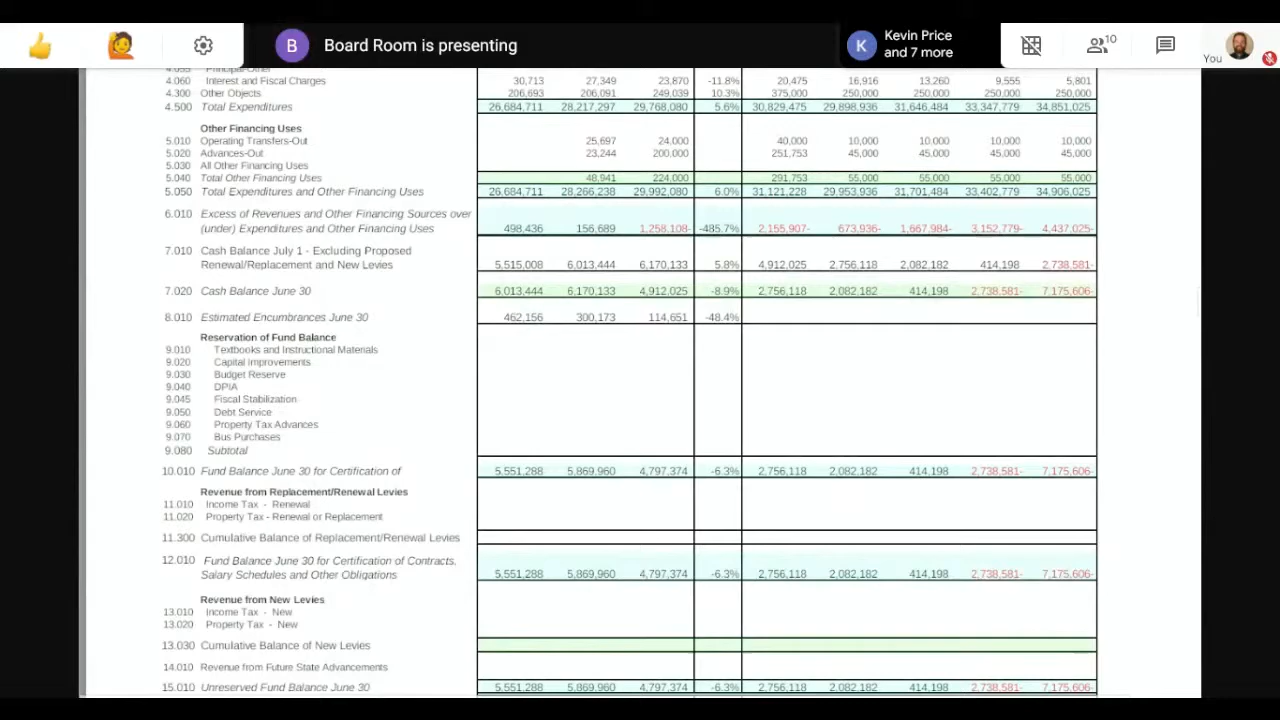 B Board Room is presenting
K Kevin Price
and 7 more
10
You
4.055 Principal-Other
4.060 Interest and Fiscal Charges 30,713 27,349 23,870 -11.8% 20,475 16,916 13,260 9,555 5,801
4.300 Other Objects 206,693 206,091 249,039 10.3% 375,000 250,000 250,000 250,000 250,000
4.500 Total Expenditures 26,684,711 28,217,297 29,768,080 5.6% 30,829,475 29,898,936 31,646,484 33,347,779 34,851,025
Other Financing Uses
5.010 Operating Transfers-Out 25,697 24,000 40,000 10,000 10,000 10,000 10,000
5.020 Advances-Out 23,244 200,000 251,753 45,000 45,000 45,000 45,000
5.030 All Other Financing Uses
5.040 Total Other Financing Uses 48,941 224,000 291,753 55,000 55,000 55,000 55,000
5.050 Total Expenditures and Other Financing Uses 26,684,711 28,266,238 29,992,080 6.0% 31,121,228 29,953,936 31,701,484 33,402,779 34,906,025
6.010 Excess of Revenues and Other Financing Sources over
(under) Expenditures and Other Financing Uses 498,436 156,689 1,258,108- -485.7% 2,155,907- 673,936- 1,667,984- 3,152,779- 4,437,025-
7.010 Cash Balance July 1 - Excluding Proposed
Renewal/Replacement and New Levies 5,515,008 6,013,444 6,170,133 5.8% 4,912,025 2,756,118 2,082,182 414,198 2,738,581-
7.020 Cash Balance June 30 6,013,444 6,170,133 4,912,025 -8.9% 2,756,118 2,082,182 414,198 2,738,581- 7,175,606-
8.010 Estimated Encumbrances June 30 462,156 300,173 114,651 -48.4%
Reservation of Fund Balance
9.010 Textbooks and Instructional Materials
9.020 Capital Improvements
9.030 Budget Reserve
9.040 DPIA
9.045 Fiscal Stabilization
9.050 Debt Service
9.060 Property Tax Advances
9.070 Bus Purchases
9.080 Subtotal
10.010 Fund Balance June 30 for Certification of 5,551,288 5,869,960 4,797,374 -6.3% 2,756,118 2,082,182 414,198 2,738,581- 7,175,606-
Revenue from Replacement/Renewal Levies
11.010 Income Tax - Renewal
11.020 Property Tax - Renewal or Replacement
11.300 Cumulative Balance of Replacement/Renewal Levies
12.010 Fund Balance June 30 for Certification of Contracts,
Salary Schedules and Other Obligations 5,551,288 5,869,960 4,797,374 -6.3% 2,756,118 2,082,182 414,198 2,738,581- 7,175,606-
Revenue from New Levies
13.010 Income Tax - New
13.020 Property Tax - New
13.030 Cumulative Balance of New Levies
14.010 Revenue from Future State Advancements
15.010 Unreserved Fund Balance June 30 5,551,288 5,869,960 4,797,374 -6.3% 2,756,118 2,082,182 414,198 2,738,581- 7,175,606-